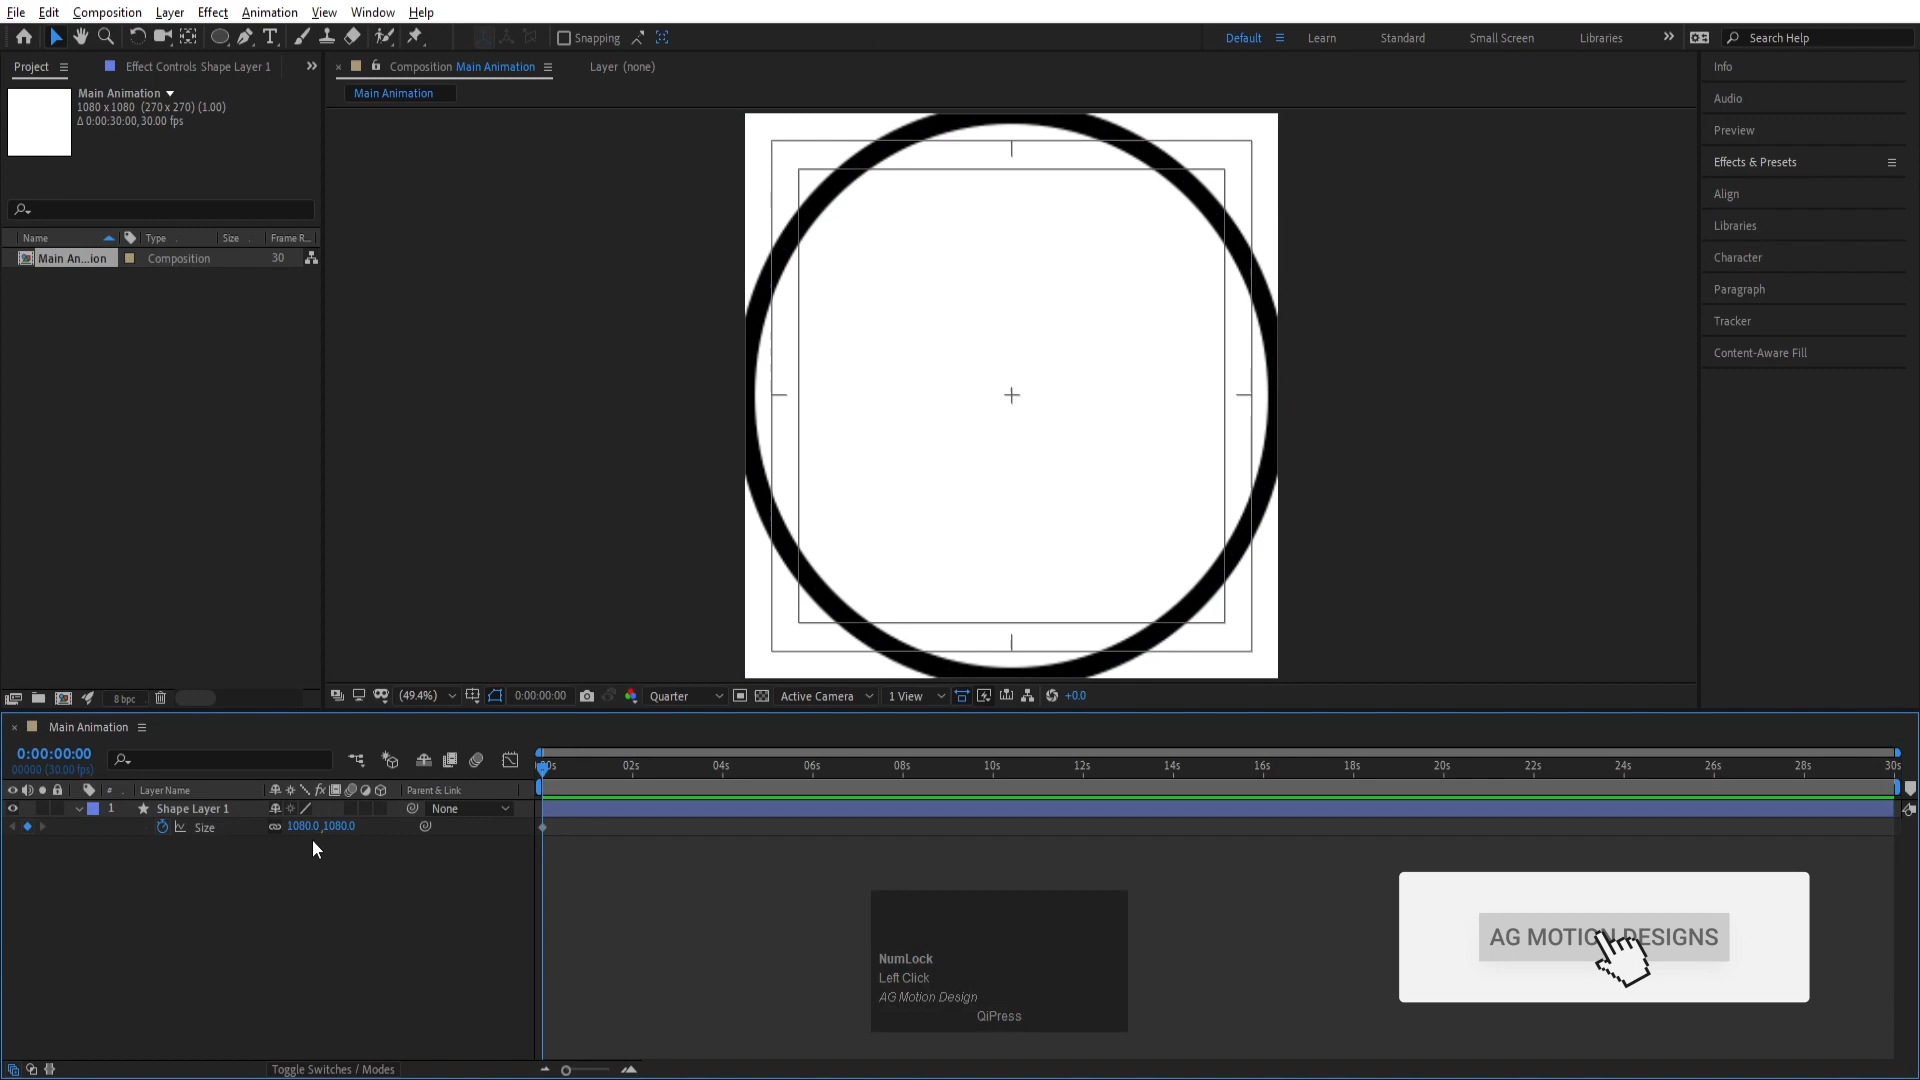 File Edit Composition Layer Effect Animation View Window Help
Snapping
Default Learn Standard Small Screen Libraries Search Help
Project Effect Controls Shape Layer 1
Composition Main Animation Layer (none)
Main Animation
Main Animation
1080 x 1080 (270 x 270) (1.00)
Δ 0:00:30:00, 30.00 fps
Name Type Size Frame R...
Main An...ion Composition 30
Info
Audio
Preview
Effects & Presets
Align
Libraries
Character
Paragraph
Tracker
Content-Aware Fill
8 bpc
(49.4%) 0:00:00:00 Quarter Active Camera 1 View +0.0
Main Animation
0:00:00:00
00000 (30.00 fps)
02s 04s 06s 08s 10s 12s 14s 16s 18s 20s 22s 24s 26s 28s 30s
# Layer Name fx Parent & Link
1 Shape Layer 1 None
Size 1080.0,1080.0
NumLock
Left Click
AG Motion Design
QiPress
AG MOTION DESIGNS
Toggle Switches / Modes